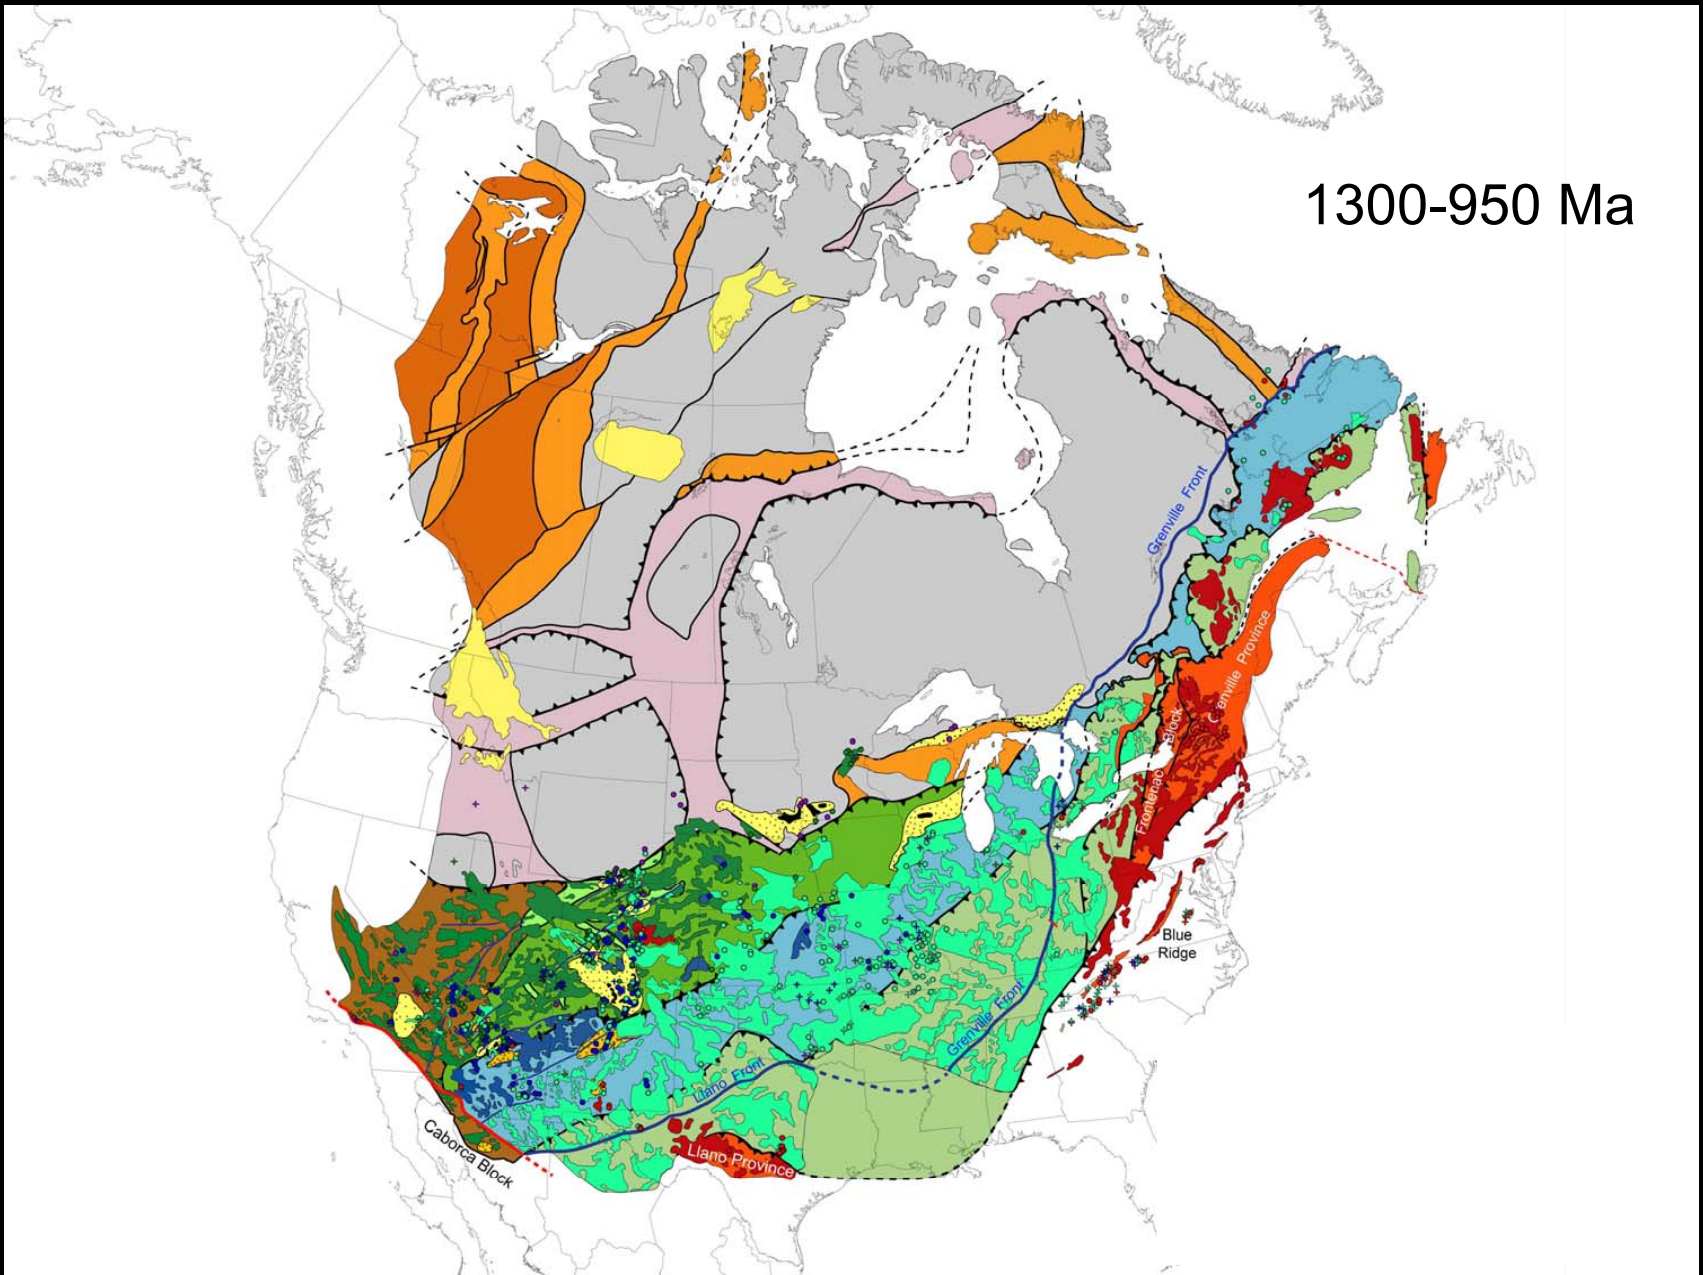 1300-950 Ma
Grenville Front
Grenville Province
Frontenac Block
Blue
Ridge
Grenville Front
Llano Front
Caborca Block
Llano Province